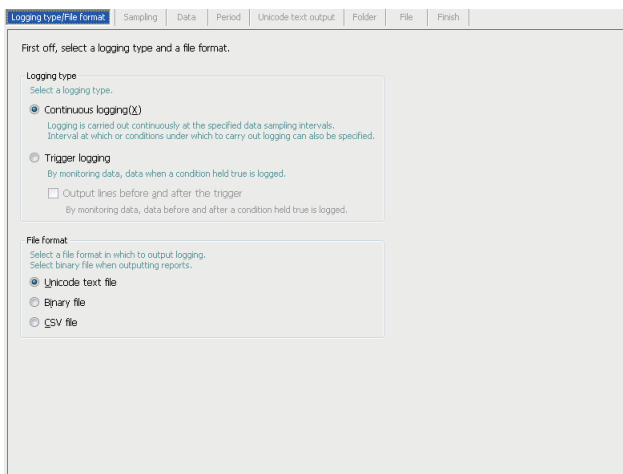 Logging type/File format Sampling Data Period Unicode text output Folder File Finish
First off, select a logging type and a file format.
Logging type
Select a logging type.
Continuous logging(X)
Logging is carried out continuously at the specified data sampling intervals.
Interval at which or conditions under which to carry out logging can also be specified.
Trigger logging
By monitoring data, data when a condition held true is logged.
Output lines before and after the trigger
By monitoring data, data before and after a condition held true is logged.
File format
Select a file format in which to output logging.
Select binary file when outputting reports.
Unicode text file
Binary file
CSV file